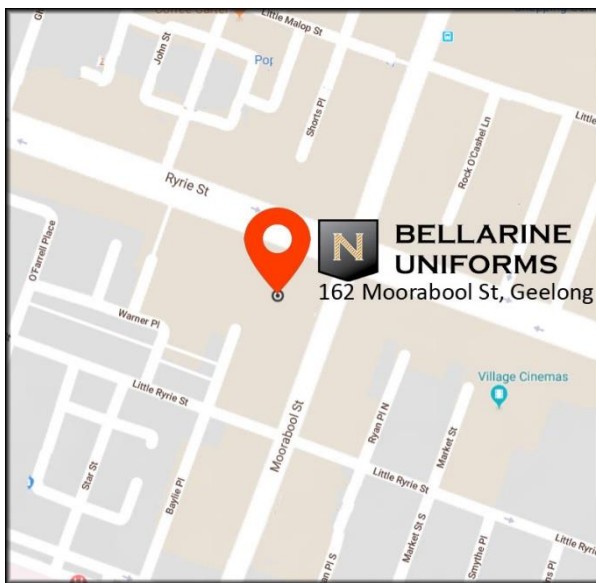 Little Malop St
John St
Shorts Pl
Rock O'Cashel Ln
Little
Ryrie St
N
BELLARINE
UNIFORMS
162 Moorabool St, Geelong
O'Farrell Place
Warner Pl
Village Cinemas
Little Ryrie St
Moorabool St
Ryan Pl N
Market St
Star St
Baylie Pl
Little Ryrie St
Market St S
Smythe Pl
Little Ryrie